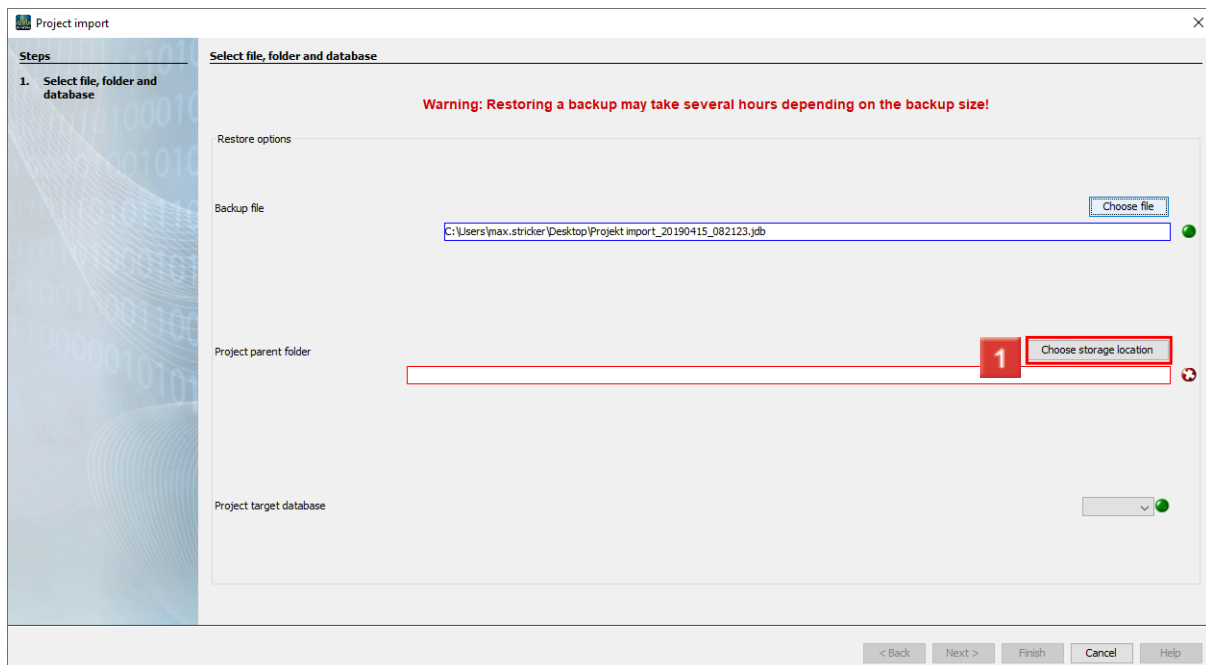 Project import
Steps
1. Select file, folder and
database
Select file, folder and database
Warning: Restoring a backup may take several hours depending on the backup size!
Restore options
Backup file
Choose file
C:\Users\max.stricker\Desktop\Projekt import_20190415_082123.jdb
Project parent folder
1
Choose storage location
Project target database
< Back
Next >
Finish
Cancel
Help